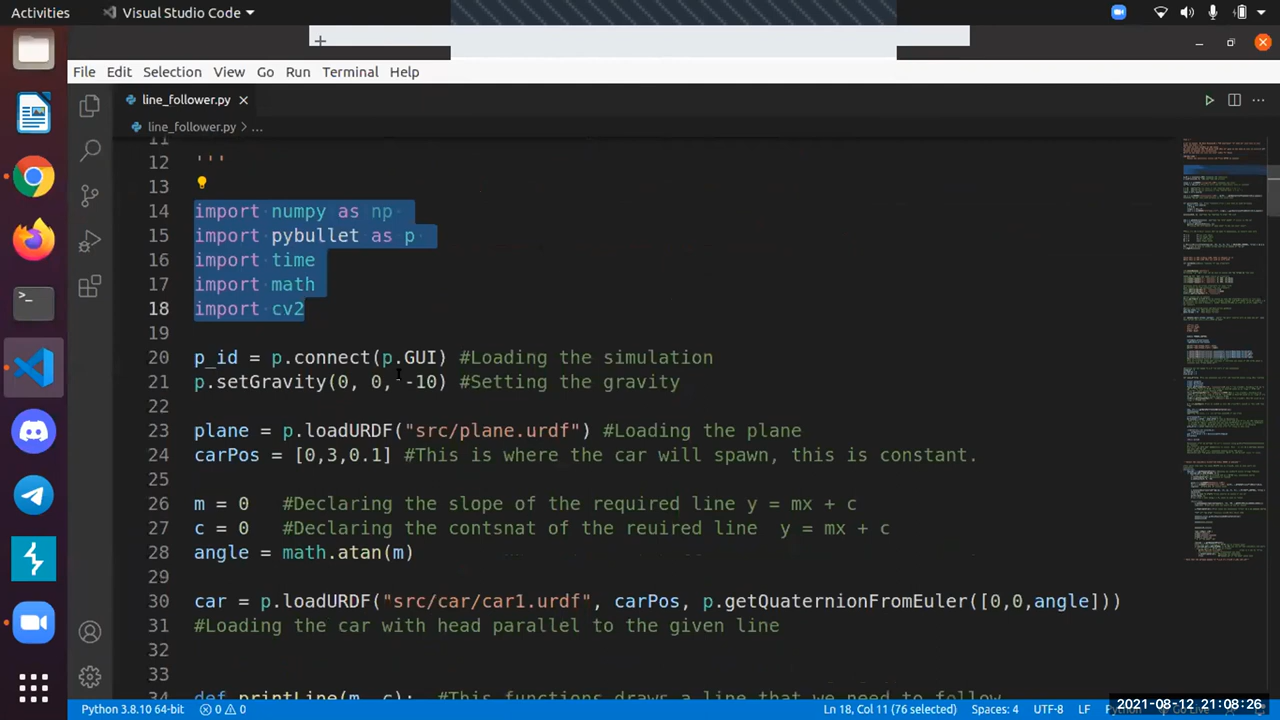 Activities
Visual Studio Code
File Edit Selection View Go Run Terminal Help
line_follower.py
line_follower.py > ...
11
12 '''
13
14 import numpy as np
15 import pybullet as p
16 import time
17 import math
18 import cv2
19
20 p_id = p.connect(p.GUI) #Loading the simulation
21 p.setGravity(0, 0, -10) #Setting the gravity
22
23 plane = p.loadURDF("src/plane.urdf") #Loading the plane
24 carPos = [0,3,0.1] #This is where the car will spawn, this is constant.
25
26 m = 0 #Declaring the slope of the required line y = mx + c
27 c = 0 #Declaring the contcat of the reuired line y = mx + c
28 angle = math.atan(m)
29
30 car = p.loadURDF("src/car/car1.urdf", carPos, p.getQuaternionFromEuler([0,0,angle]))
31 #Loading the car with head parallel to the given line
32
33
34 def printLine(m, c): #This functions draws a line that we need to follow
Python 3.8.10 64-bit 0 0 Ln 18, Col 11 (76 selected) Spaces: 4 UTF-8 LF
2021-08-12 21:08:26